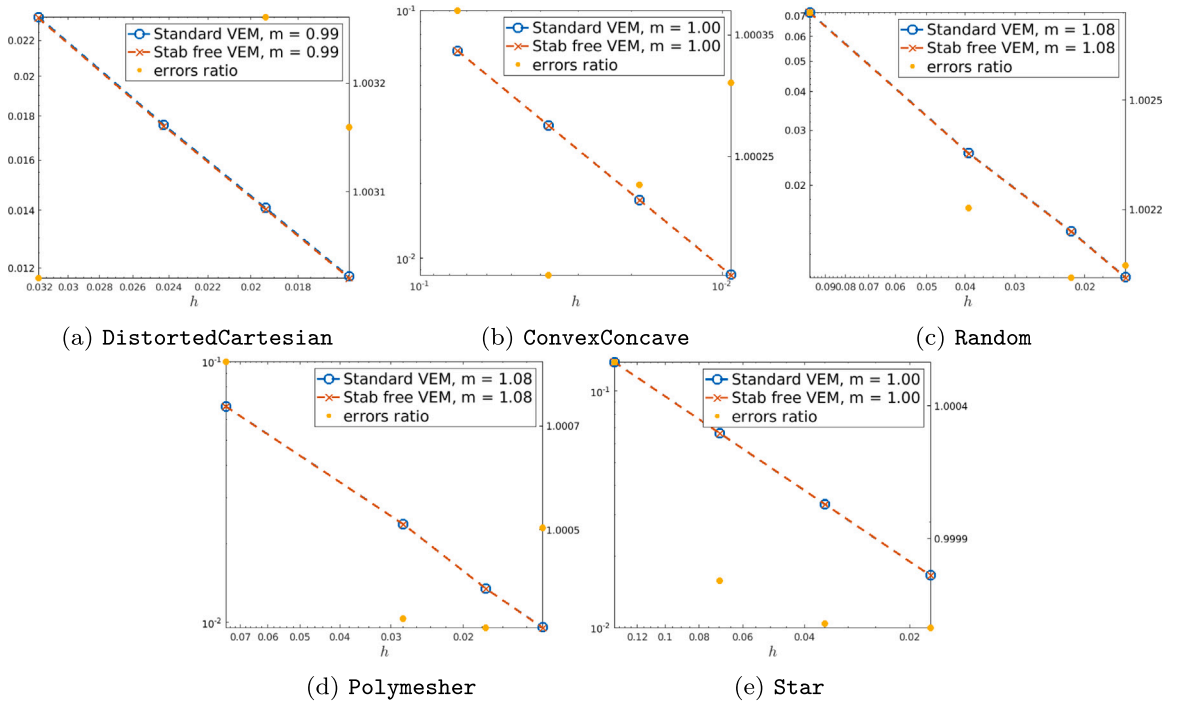 Standard VEM, m = 0.99
Stab free VEM, m = 0.99
errors ratio
0.022
0.02
0.018
0.016
0.014
0.012
1.0032
1.0031
0.032 0.03 0.028 0.026 0.024 0.022 0.02 0.018
h
(a) DistortedCartesian
Standard VEM, m = 1.00
Stab free VEM, m = 1.00
errors ratio
10-1
10-2
1.00035
1.00025
10-1 10-2
h
(b) ConvexConcave
Standard VEM, m = 1.08
Stab free VEM, m = 1.08
errors ratio
0.07
0.06
0.05
0.04
0.03
0.02
1.0025
1.0022
0.09 0.08 0.07 0.06 0.05 0.04 0.03 0.02
h
(c) Random
Standard VEM, m = 1.08
Stab free VEM, m = 1.08
errors ratio
10-1
10-2
1.0007
1.0005
0.07 0.06 0.05 0.04 0.03 0.02
h
(d) Polymesher
Standard VEM, m = 1.00
Stab free VEM, m = 1.00
errors ratio
10-1
10-2
1.0004
0.9999
0.12 0.1 0.08 0.06 0.04 0.02
h
(e) Star